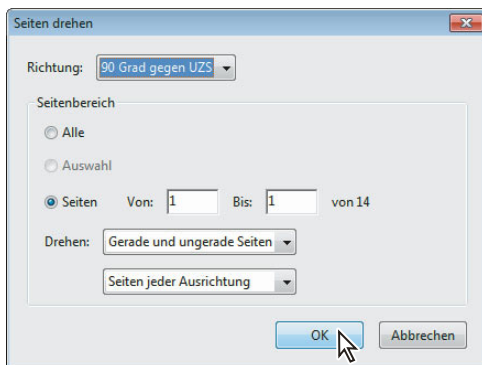 Seiten drehen
Richtung: 90 Grad gegen UZS
Seitenbereich
Alle
Auswahl
Seiten Von: 1 Bis: 1 von 14
Drehen: Gerade und ungerade Seiten
Seiten jeder Ausrichtung
OK Abbrechen